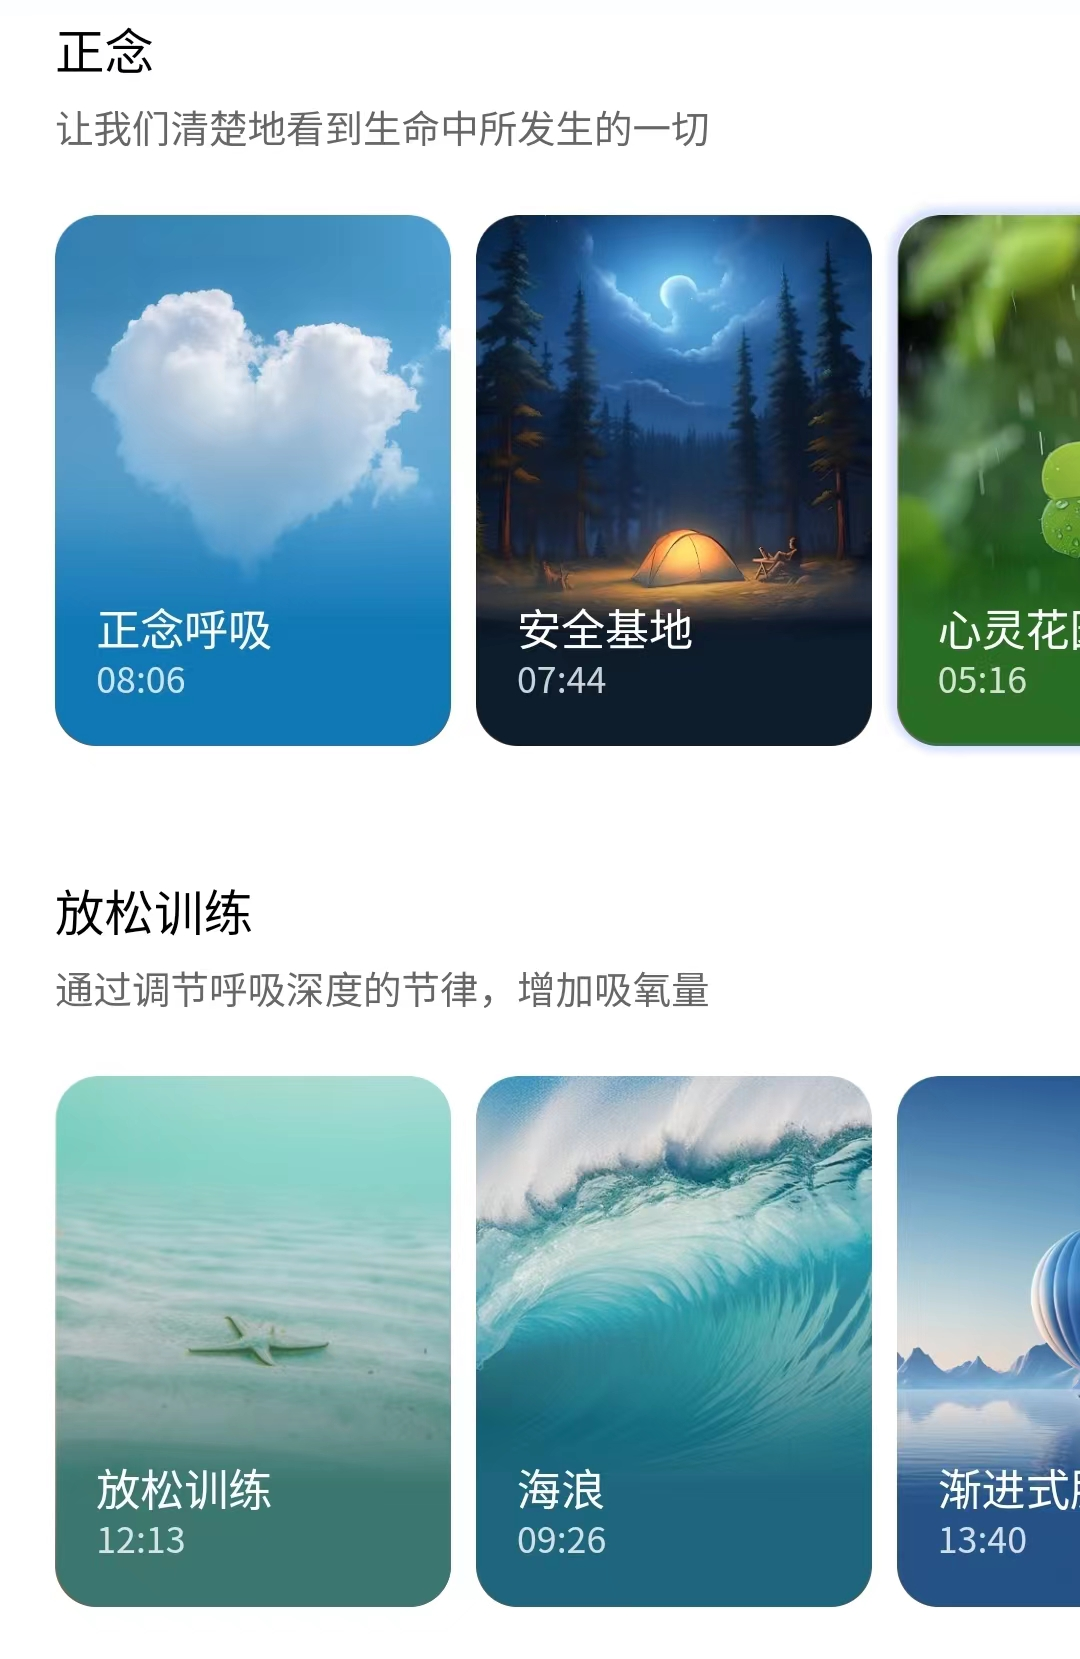 正念
让我们清楚地看到生命中所发生的一切
正念呼吸
08:06
安全基地
07:44
心灵花
05:16
放松训练
通过调节呼吸深度的节律，增加吸氧量
放松训练
12:13
海浪
09:26
渐进式
13:40